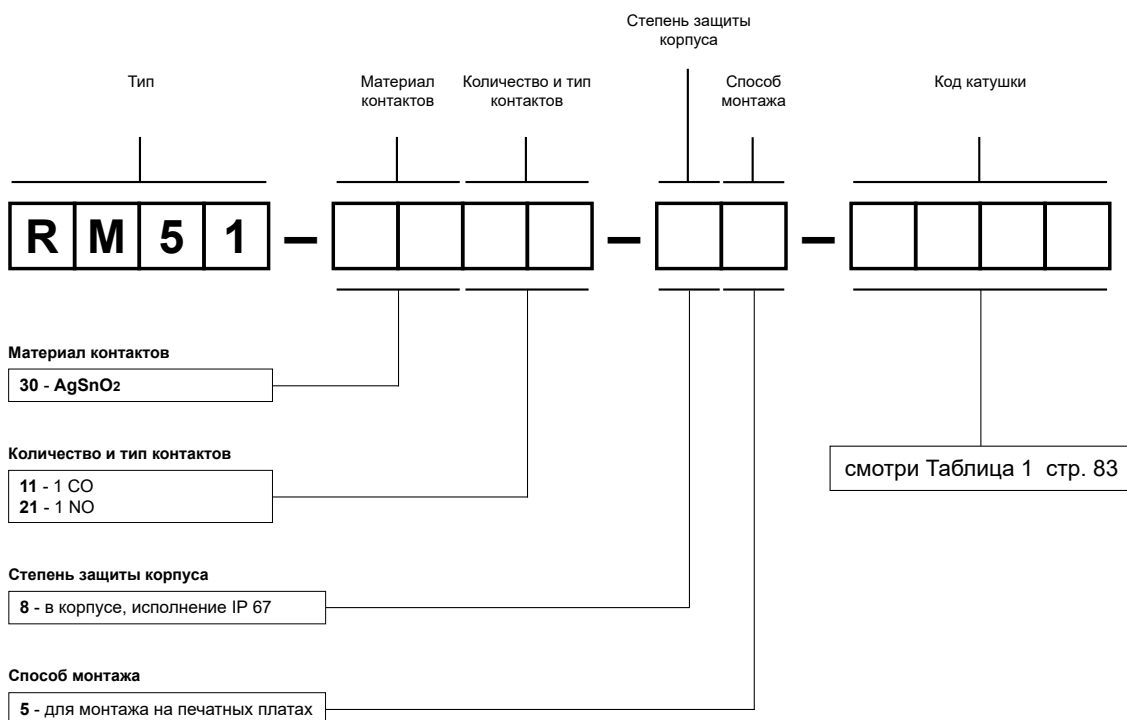 Степень защиты
корпуса
Тип
Материал
контактов
Количество и тип
контактов
Способ
монтажа
Код катушки
R M 5 1 – – –
Материал контактов
30 - AgSnO2
Количество и тип контактов
11 - 1 CO
21 - 1 NO
смотри Таблица 1 стр. 83
Степень защиты корпуса
8 - в корпусе, исполнение IP 67
Способ монтажа
5 - для монтажа на печатных платах